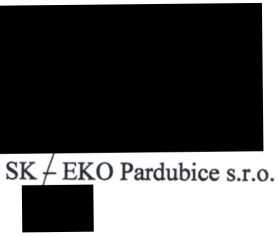 SK – EKO Pardubice s.r.o.